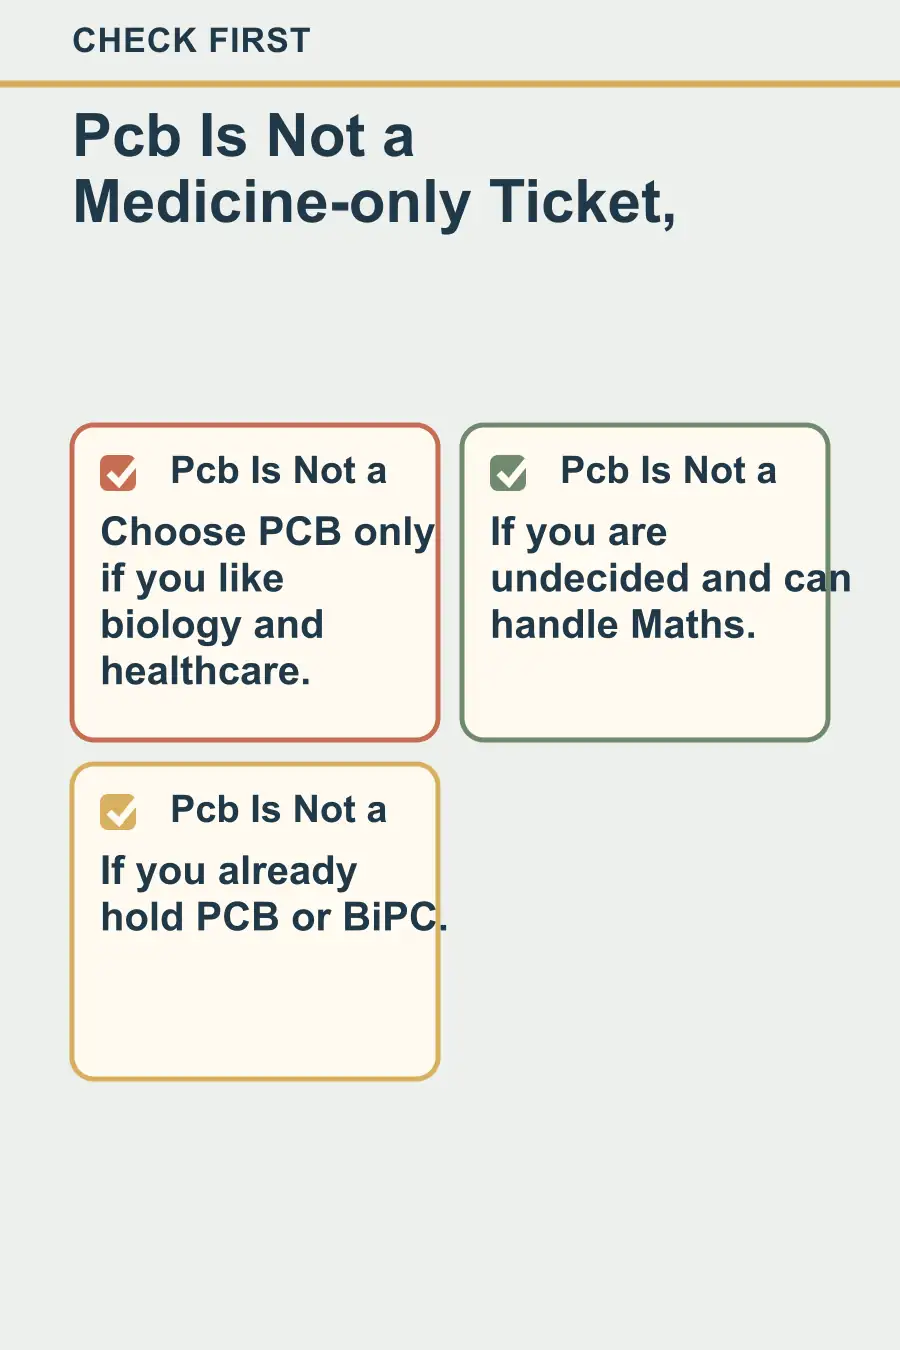 CHECK FIRST
Pcb Is Not a
Medicine-only Ticket,
Pcb Is Not a
Choose PCB only
if you like
biology and
healthcare.
Pcb Is Not a
If you are
undecided and can
handle Maths.
Pcb Is Not a
If you already
hold PCB or BiPC.